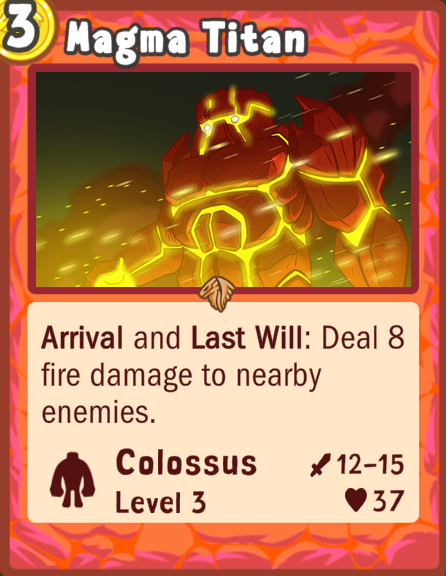 3 Magma Titan
Arrival and Last Will: Deal 8
fire damage to nearby
enemies.
Colossus 12–15
Level 3 37